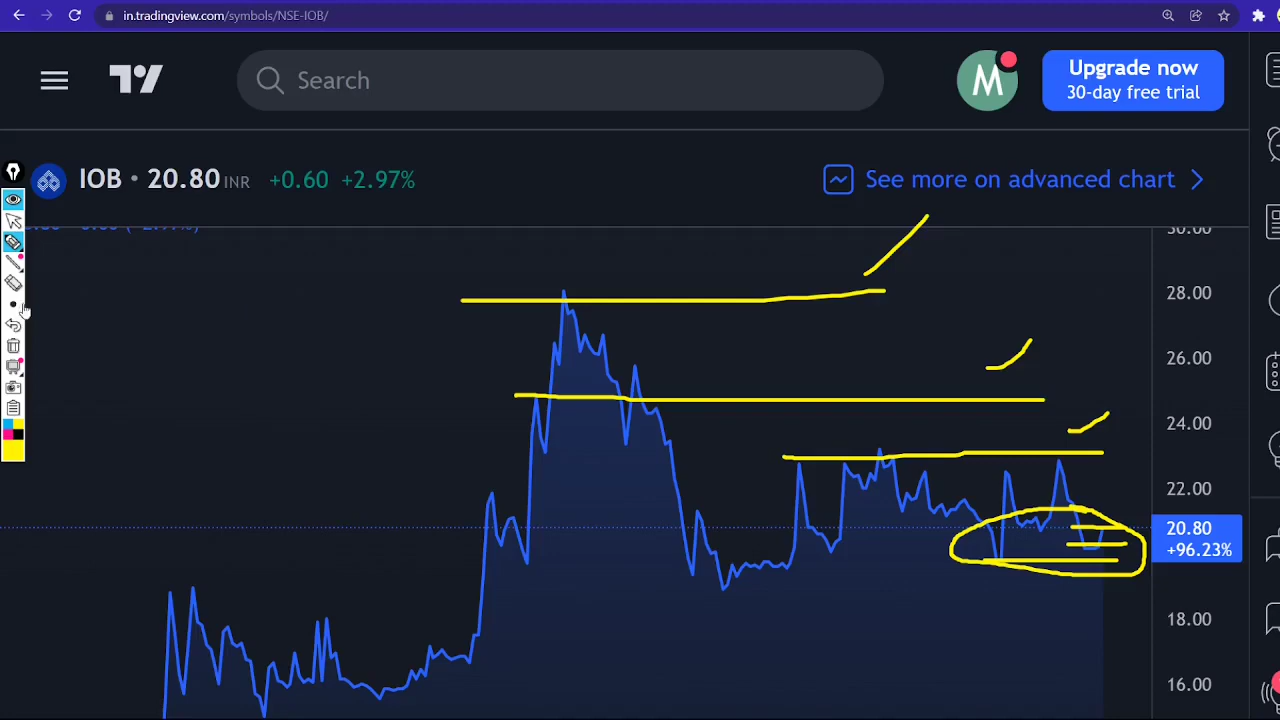 in.tradingview.com/symbols/NSE-IOB/
Search
M
Upgrade now
30-day free trial
IOB • 20.80 INR +0.60 +2.97%
See more on advanced chart
30.00
28.00
26.00
24.00
22.00
20.80
+96.23%
18.00
16.00